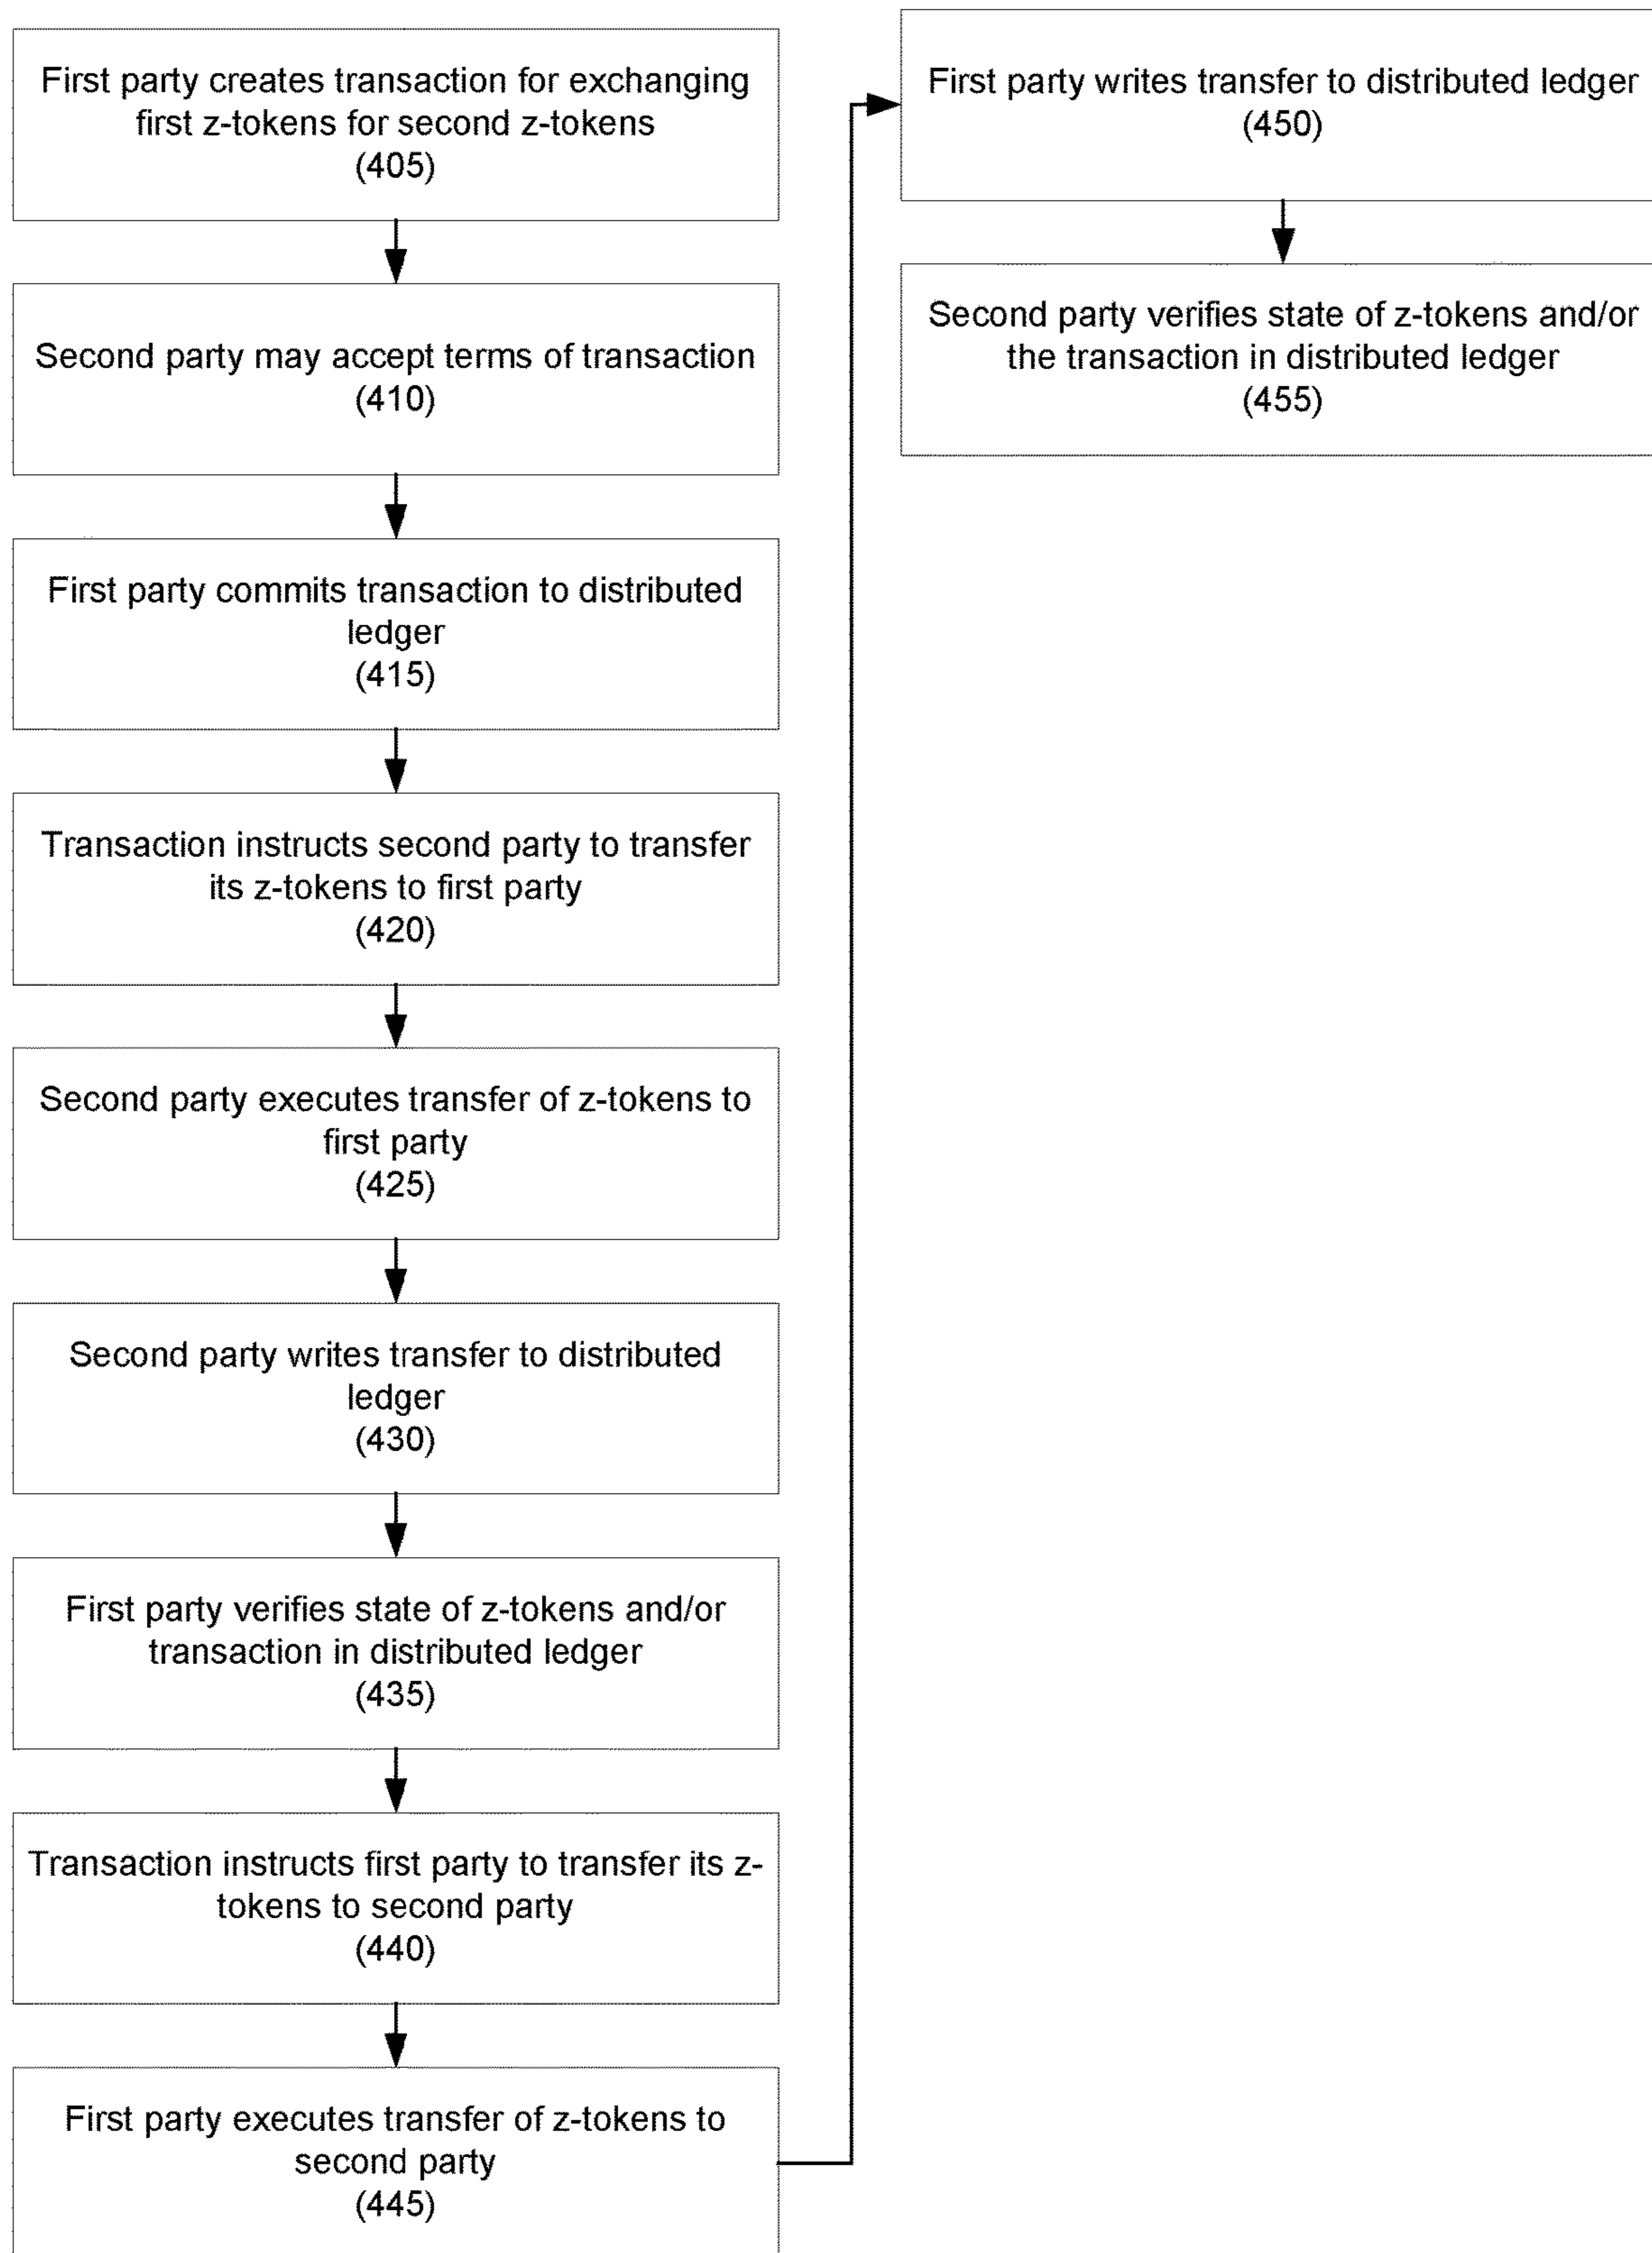 First party creates transaction for exchanging
first z-tokens for second z-tokens
(405)
Second party may accept terms of transaction
(410)
First party commits transaction to distributed
ledger
(415)
Transaction instructs second party to transfer
its z-tokens to first party
(420)
Second party executes transfer of z-tokens to
first party
(425)
Second party writes transfer to distributed
ledger
(430)
First party verifies state of z-tokens and/or
transaction in distributed ledger
(435)
Transaction instructs first party to transfer its z-
tokens to second party
(440)
First party executes transfer of z-tokens to
second party
(445)
First party writes transfer to distributed ledger
(450)
Second party verifies state of z-tokens and/or
the transaction in distributed ledger
(455)